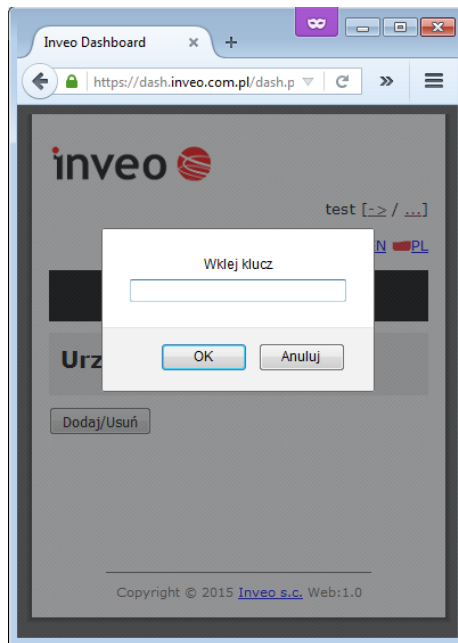 Inveo Dashboard
https://dash.inveo.com.pl/dash.p
inveo
test [-> / ...]
N PL
Wklej klucz
OK Anuluj
Urz
Dodaj/Usuń
Copyright © 2015 Inveo s.c. Web:1.0